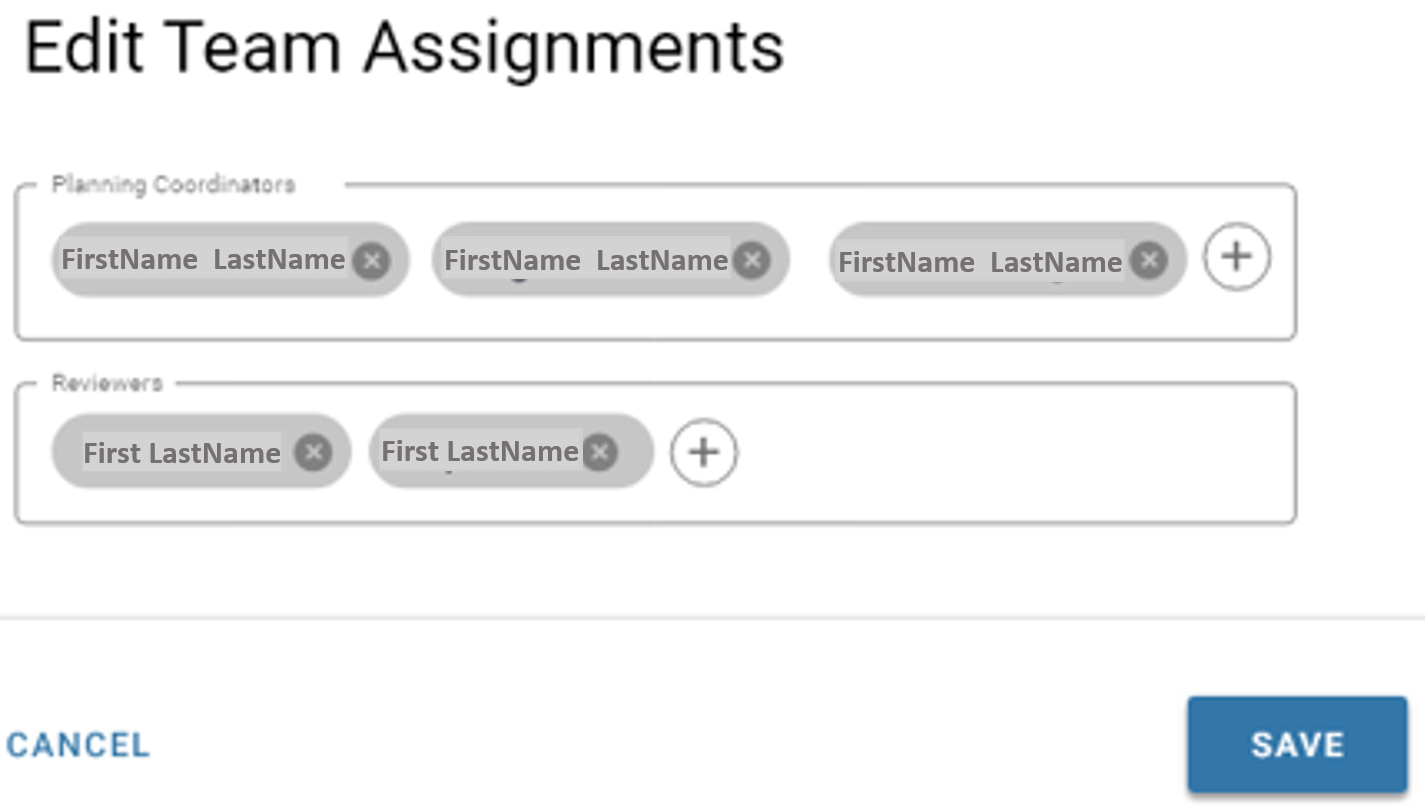 Edit Team Assignments
Planning Coordinators
FirstName LastName FirstName LastName FirstName LastName
Reviewers
First LastName First LastName
CANCEL SAVE